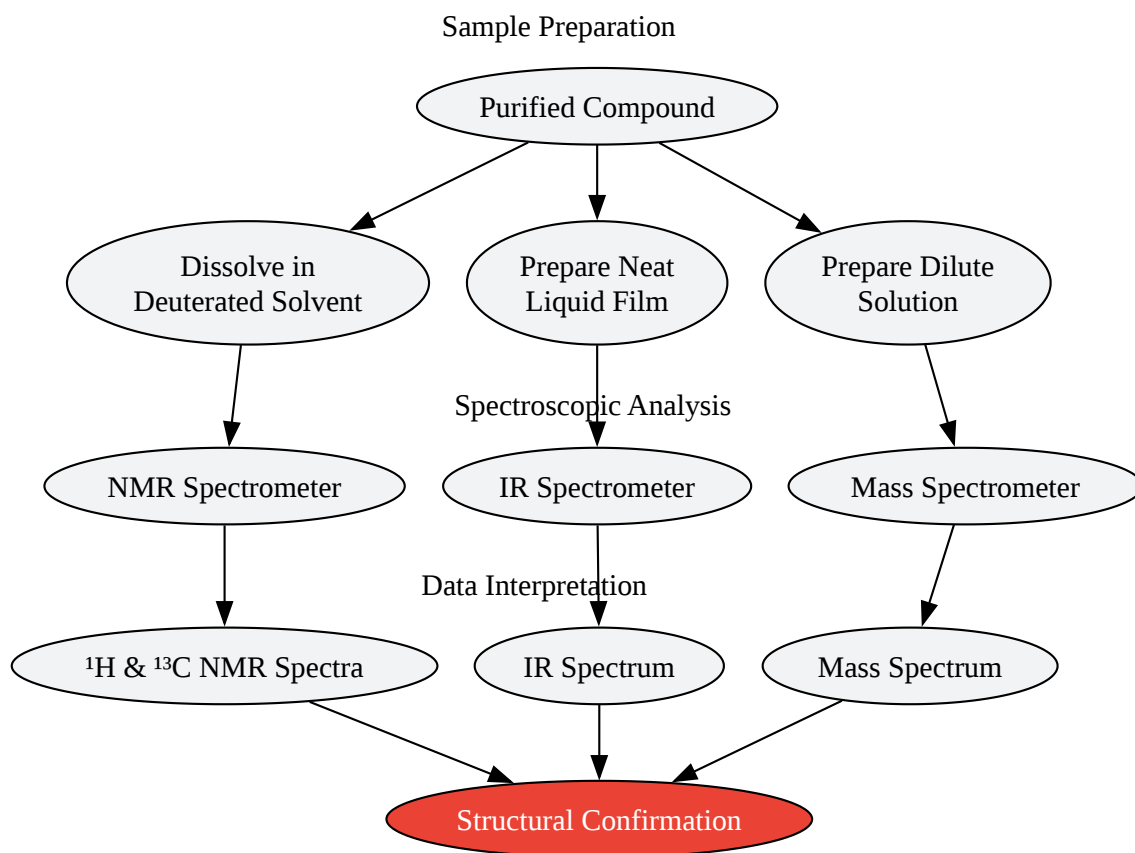 Sample Preparation
Purified Compound
Dissolve in
Deuterated Solvent
Prepare Neat
Liquid Film
Prepare Dilute
Solution
Spectroscopic Analysis
NMR Spectrometer
IR Spectrometer
Mass Spectrometer
Data Interpretation
¹H & ¹³C NMR Spectra
IR Spectrum
Mass Spectrum
Structural Confirmation